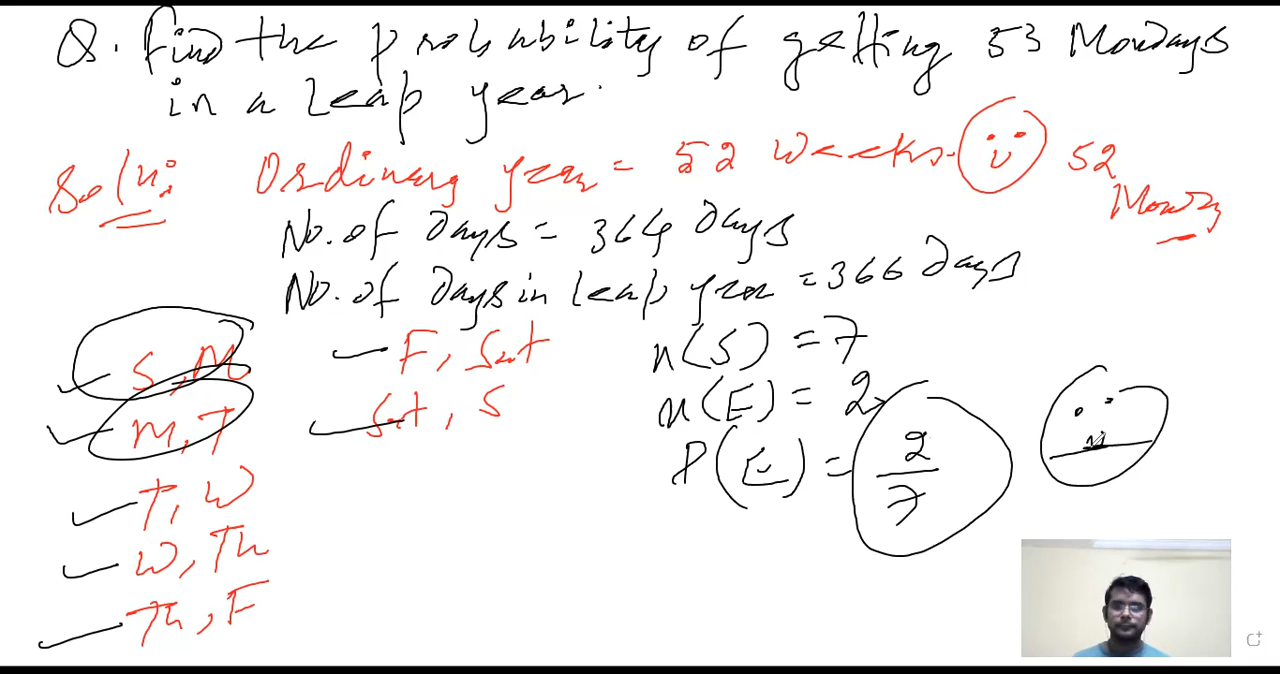 Q. Find the probability of getting 53 Mondays
in a leap year.
Soln: Ordinary year = 52 weeks. 52
Monday
No. of Days = 364 Days
No. of Days in leap year = 366 Days
S, M
M, T
T, W
W, Th
Th, F
F, Sat
Sat, S
n(S) = 7
n(E) = 2
P(E) = 2/7